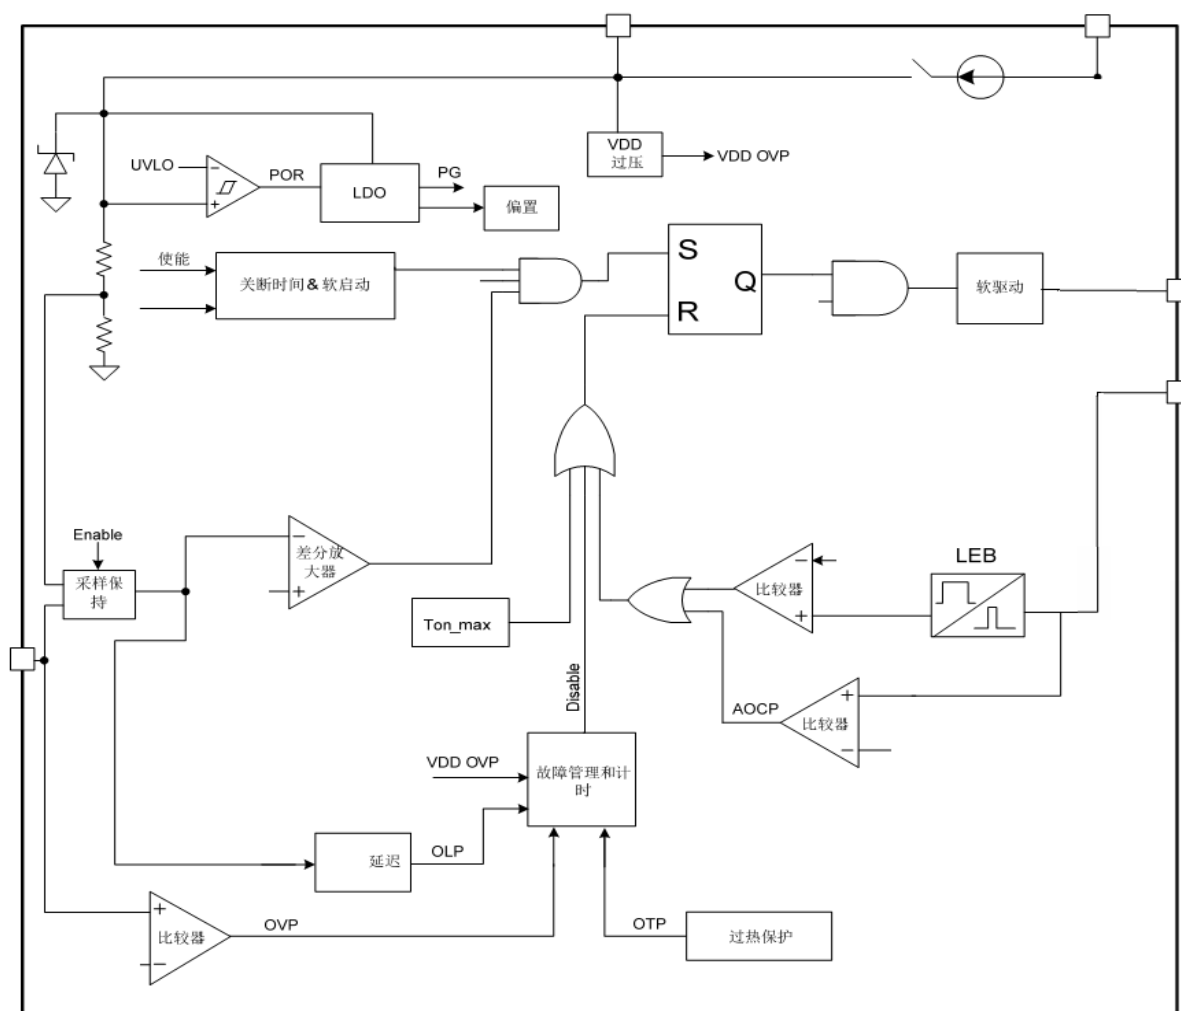 VDD
过压
VDD OVP
UVLO
POR
LDO
PG
偏置
使能
关断时间&软启动
S
R
Q
软驱动
Enable
采样保
持
差分放
大器
Ton_max
比较器
LEB
Disable
AOCP
比较器
VDD OVP
故障管理和计
时
延迟
OLP
比较器
OVP
OTP
过热保护